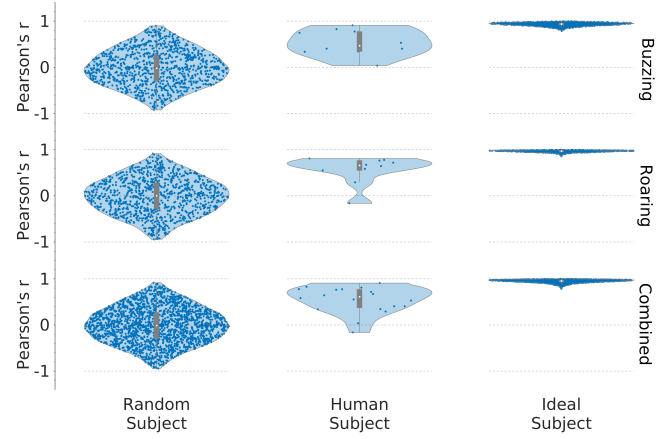 Pearson's r
1
0
-1
Buzzing
Pearson's r
1
0
-1
Roaring
Pearson's r
1
0
-1
Combined
Random
Subject
Human
Subject
Ideal
Subject